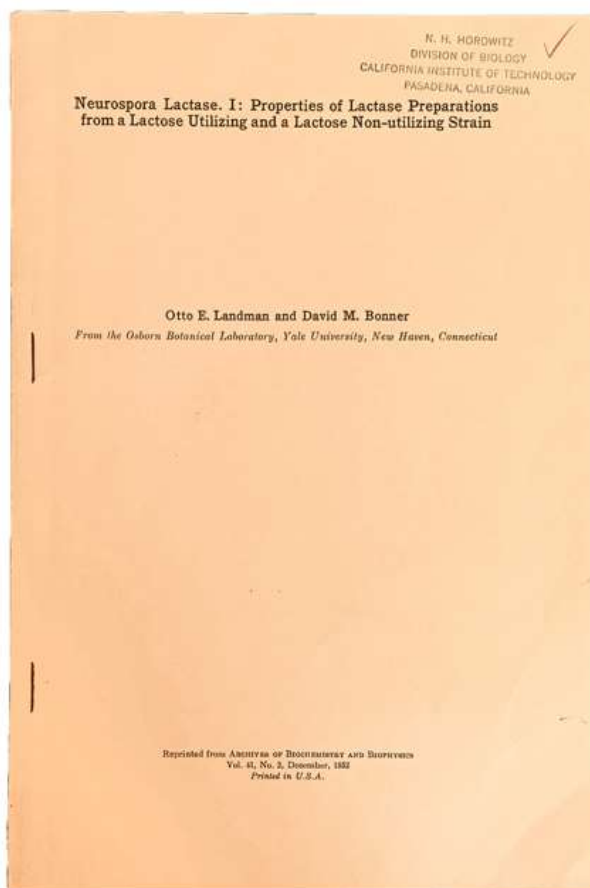 N. H. HOROWITZ
DIVISION OF BIOLOGY
CALIFORNIA INSTITUTE OF TECHNOLOGY
PASADENA, CALIFORNIA
Neurospora Lactase. I: Properties of Lactase Preparations
from a Lactose Utilizing and a Lactose Non-utilizing Strain
Otto E. Landman and David M. Bonner
From the Osborn Botanical Laboratory, Yale University, New Haven, Connecticut
Reprinted from ARCHIVES OF BIOCHEMISTRY AND BIOPHYSICS
Vol. 41, No. 2, December, 1952
Printed in U.S.A.